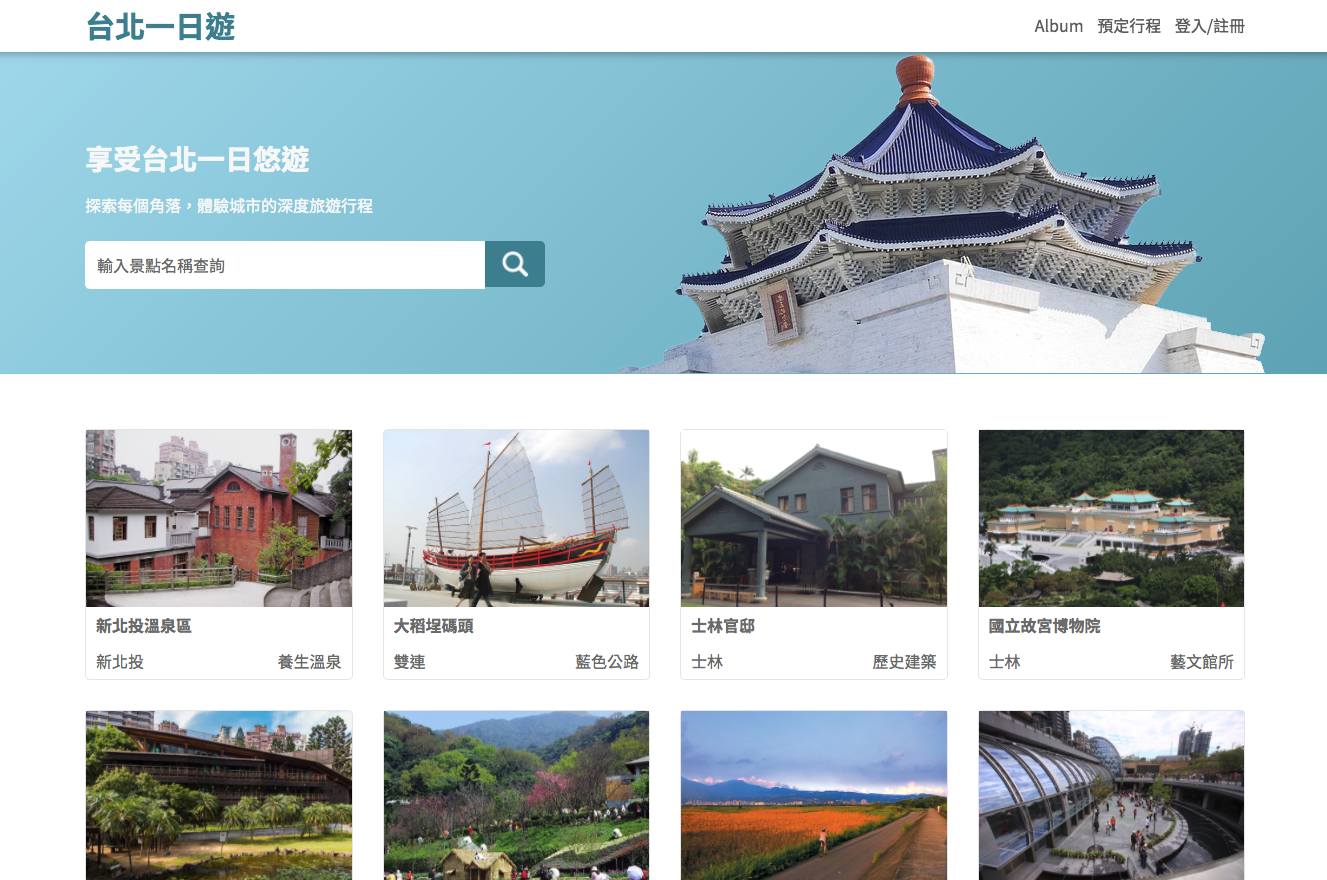 台北一日遊
Album 預定行程 登入/註冊
享受台北一日悠遊
探索每個角落，體驗城市的深度旅遊行程
輸入景點名稱查詢
新北投溫泉區
新北投 養生溫泉
大稻埕碼頭
雙連 藍色公路
士林官邸
士林 歷史建築
國立故宮博物院
士林 藝文館所